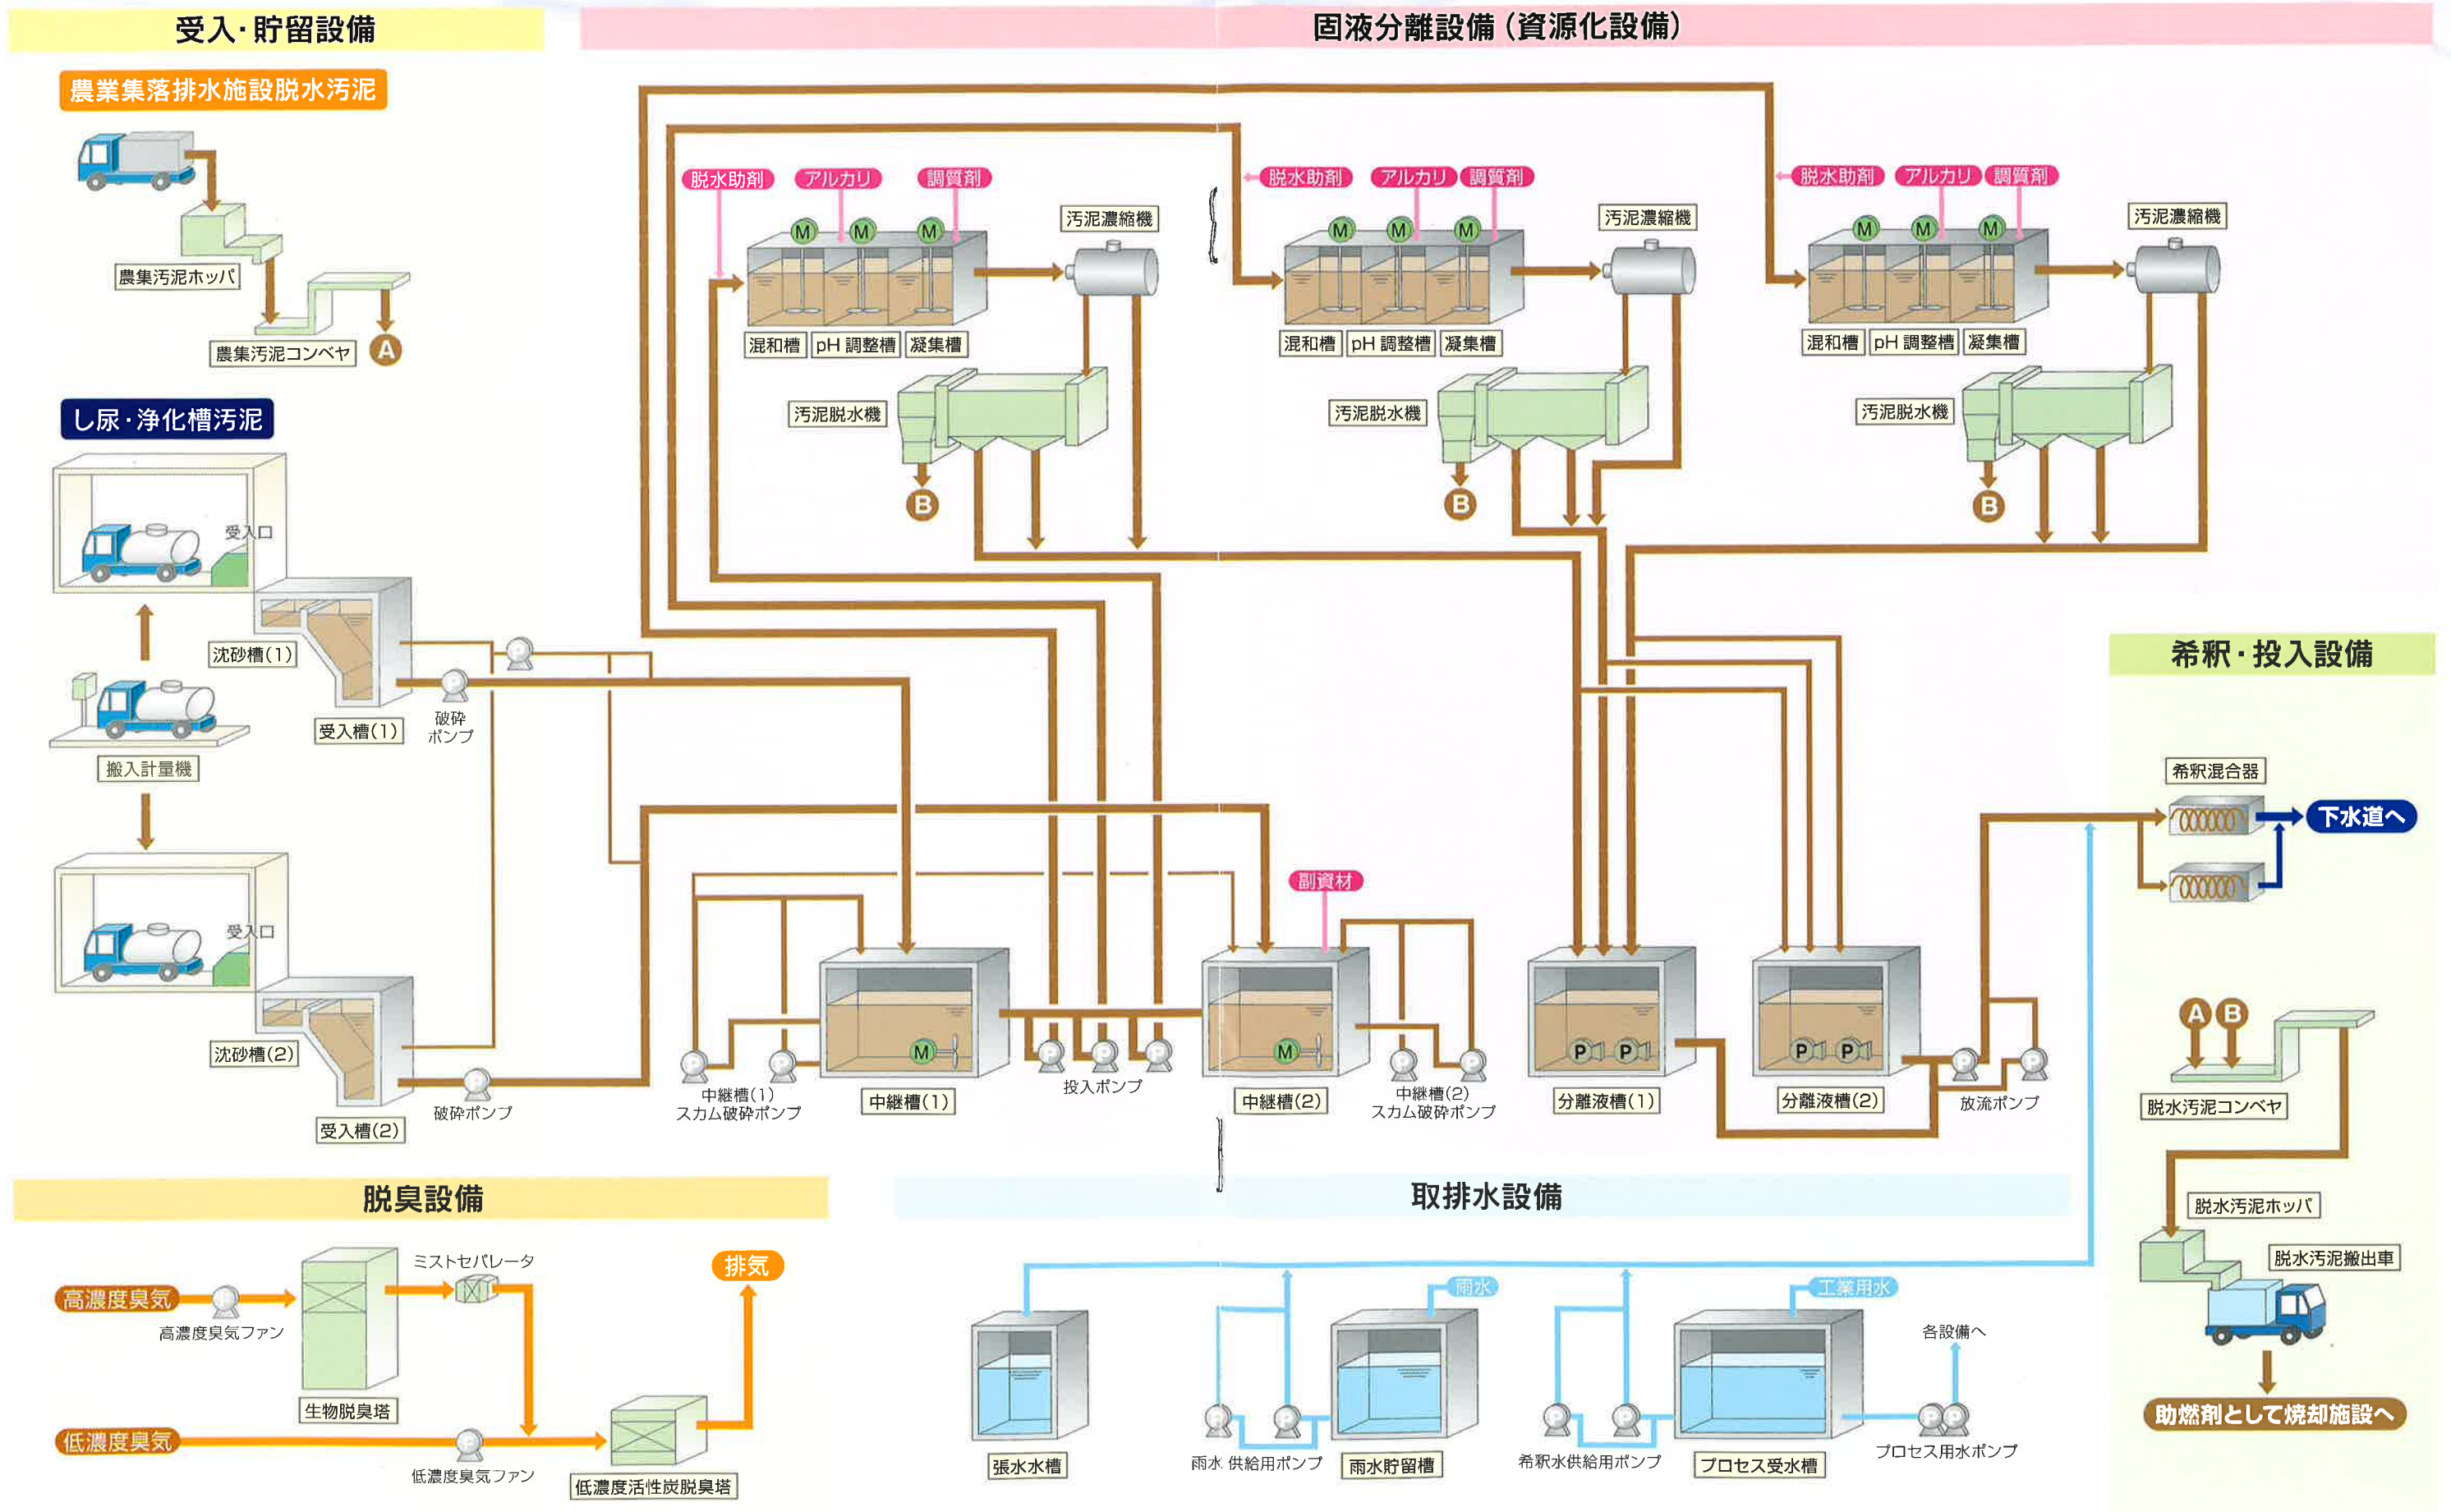 受入・貯留設備
農業集落排水施設脱水汚泥
農集汚泥ホッパ
農集汚泥コンベヤ
A
し尿・浄化槽汚泥
受入口
沈砂槽(1)
受入槽(1)
破砕
ポンプ
搬入計量機
受入口
沈砂槽(2)
受入槽(2)
破砕ポンプ
固液分離設備(資源化設備)
脱水助剤
アルカリ
調質剤
M
M
M
汚泥濃縮機
混和槽
pH 調整槽
凝集槽
汚泥脱水機
B
脱水助剤
アルカリ
調質剤
M
M
M
汚泥濃縮機
混和槽
pH 調整槽
凝集槽
汚泥脱水機
B
脱水助剤
アルカリ
調質剤
M
M
M
汚泥濃縮機
混和槽
pH 調整槽
凝集槽
汚泥脱水機
B
中継槽(1)
スカム破砕ポンプ
M
中継槽(1)
投入ポンプ
副資材
M
中継槽(2)
中継槽(2)
スカム破砕ポンプ
P
P
分離液槽(1)
P
P
分離液槽(2)
放流ポンプ
希釈・投入設備
希釈混合器
下水道へ
A
B
脱水汚泥コンベヤ
脱水汚泥ホッパ
脱水汚泥搬出車
助燃剤として焼却施設へ
脱臭設備
高濃度臭気
高濃度臭気ファン
生物脱臭塔
ミストセパレータ
排気
低濃度臭気
低濃度臭気ファン
低濃度活性炭脱臭塔
取排水設備
張水水槽
雨水 供給用ポンプ
雨水
雨水貯留槽
希釈水供給用ポンプ
工業用水
プロセス受水槽
各設備へ
プロセス用水ポンプ